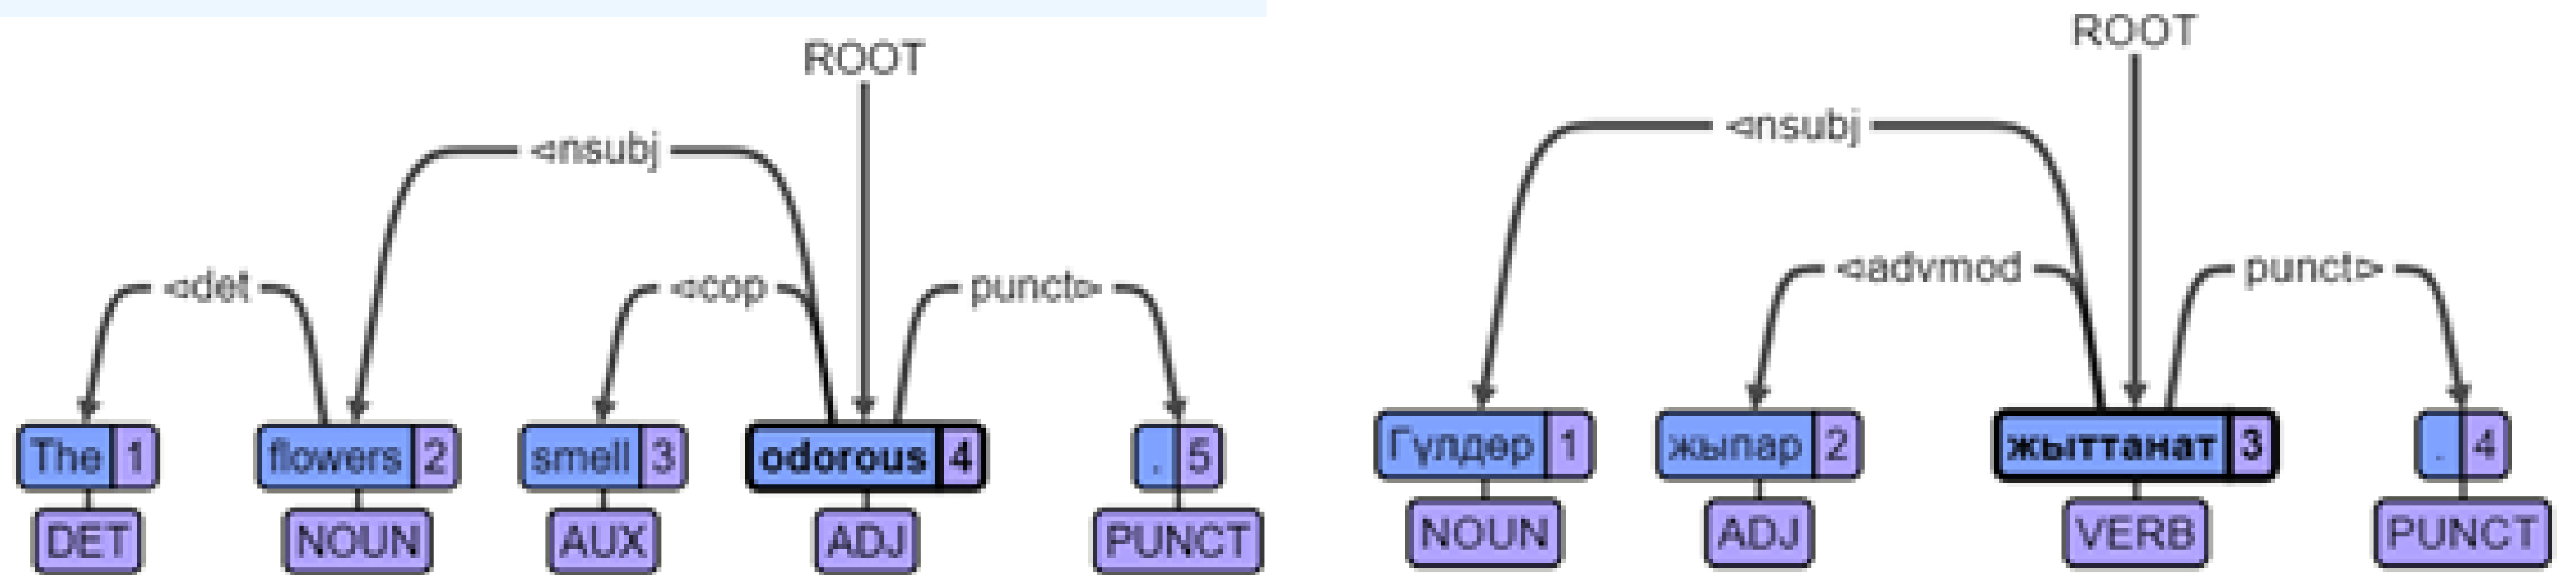 ROOT
<nsubj
<det <cop punct>
The 1 flowers 2 smell 3 odorous 4 . 5
DET NOUN AUX ADJ PUNCT
ROOT
<nsubj
<advmod punct>
Гүлдөр 1 жыпар 2 жыттанат 3 . 4
NOUN ADJ VERB PUNCT